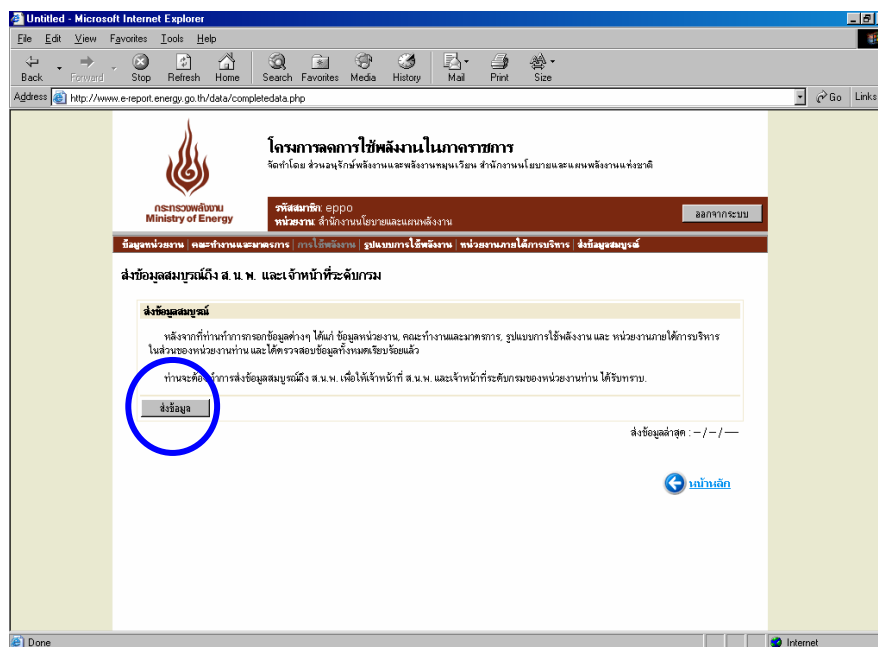 Untitled - Microsoft Internet Explorer
File Edit View Favorites Tools Help
Back Forward Stop Refresh Home Search Favorites Media History Mail Print Size
Address http://www.e-report.energy.go.th/data/completedata.php Go Links
โครงการลดการใช้พลังงานในภาคราชการ
จัดทำโดย ส่วนอนุรักษ์พลังงานและพลังงานหมุนเวียน สำนักงานนโยบายและแผนพลังงานแห่งชาติ
กระทรวงพลังงาน
Ministry of Energy
รหัสสมาชิก: eppo
หน่วยงาน: สำนักงานนโยบายและแผนพลังงาน
ออกจากระบบ
ข้อมูลหน่วยงาน | คณะทำงานและมาตรการ | การใช้พลังงาน | รูปแบบการใช้พลังงาน | หน่วยงานภายใต้การบริหาร | ส่งข้อมูลสมบูรณ์
ส่งข้อมูลสมบูรณ์ถึง ส.น.พ. และเจ้าหน้าที่ระดับกรม
ส่งข้อมูลสมบูรณ์
หลังจากที่ท่านทำการกรอกข้อมูลต่างๆ ได้แก่ ข้อมูลหน่วยงาน, คณะทำงานและมาตรการ, รูปแบบการใช้พลังงาน และ หน่วยงานภายใต้การบริหาร
ในส่วนของหน่วยงานท่าน และได้ตรวจสอบข้อมูลทั้งหมดเรียบร้อยแล้ว
ท่านจะต้องทำการส่งข้อมูลสมบูรณ์ถึง ส.น.พ. เพื่อให้เจ้าหน้าที่ ส.น.พ. และเจ้าหน้าที่ระดับกรมของหน่วยงานท่าน ได้รับทราบ.
ส่งข้อมูล
ส่งข้อมูลล่าสุด : --/--/----
หน้าหลัก
Done Internet